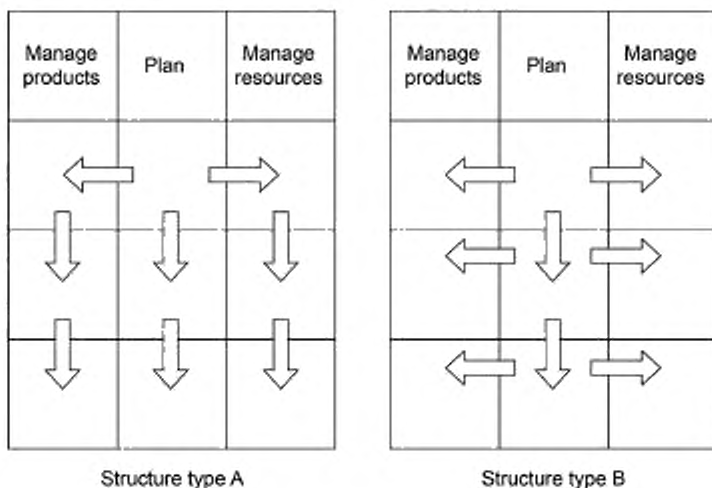 Manage
products
Plan
Manage
resources
Manage
products
Plan
Manage
resources
Structure type A
Structure type B